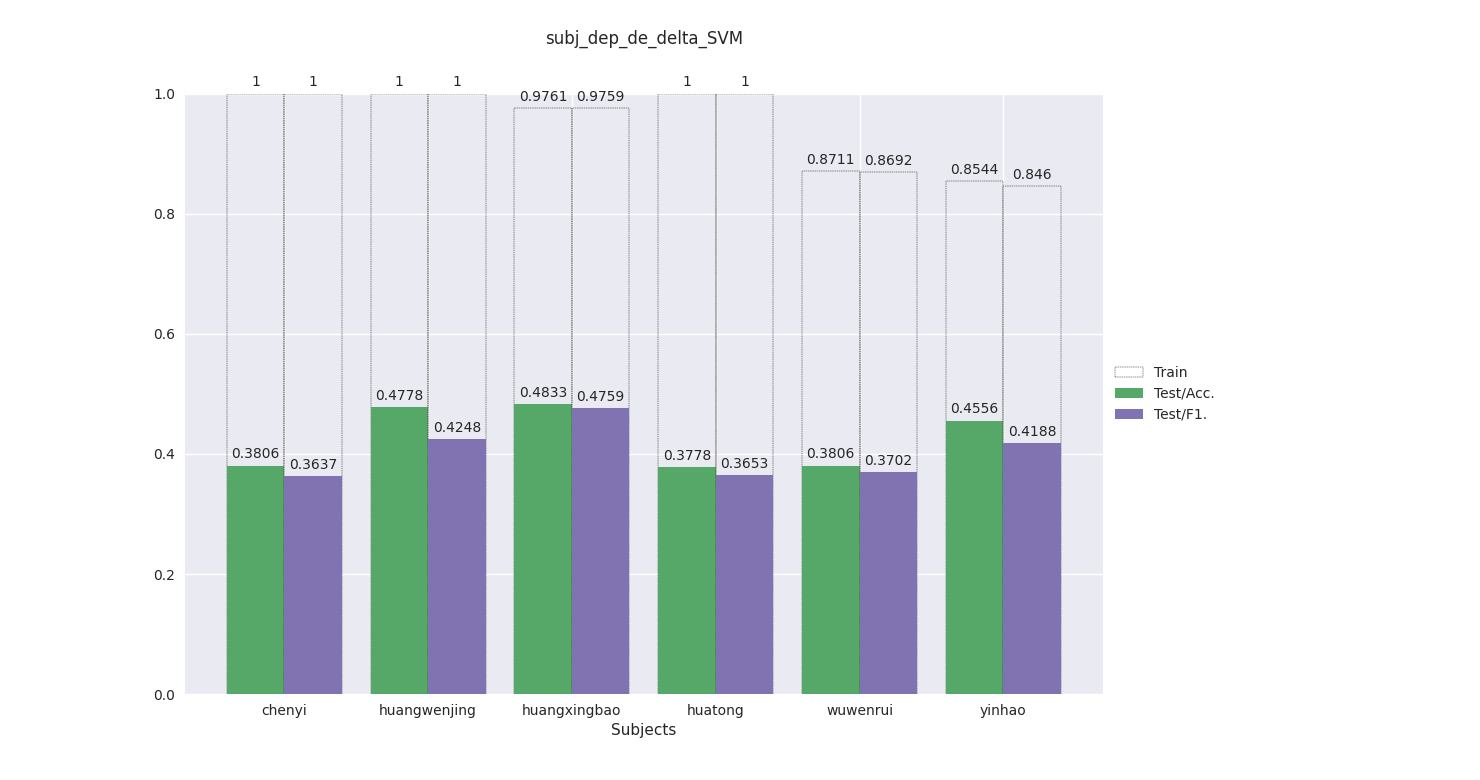 subj_dep_de_delta_SVM
1 1 1 1 0.9761 0.9759 1 1 0.8711 0.8692 0.8544 0.846
1.0
0.8
0.6
0.4
0.2
0.0
0.3806 0.3637 0.4778 0.4248 0.4833 0.4759 0.3778 0.3653 0.3806 0.3702 0.4556 0.4188
chenyi huangwenjing huangxingbao huatong wuwenrui yinhao
Subjects
Train
Test/Acc.
Test/F1.